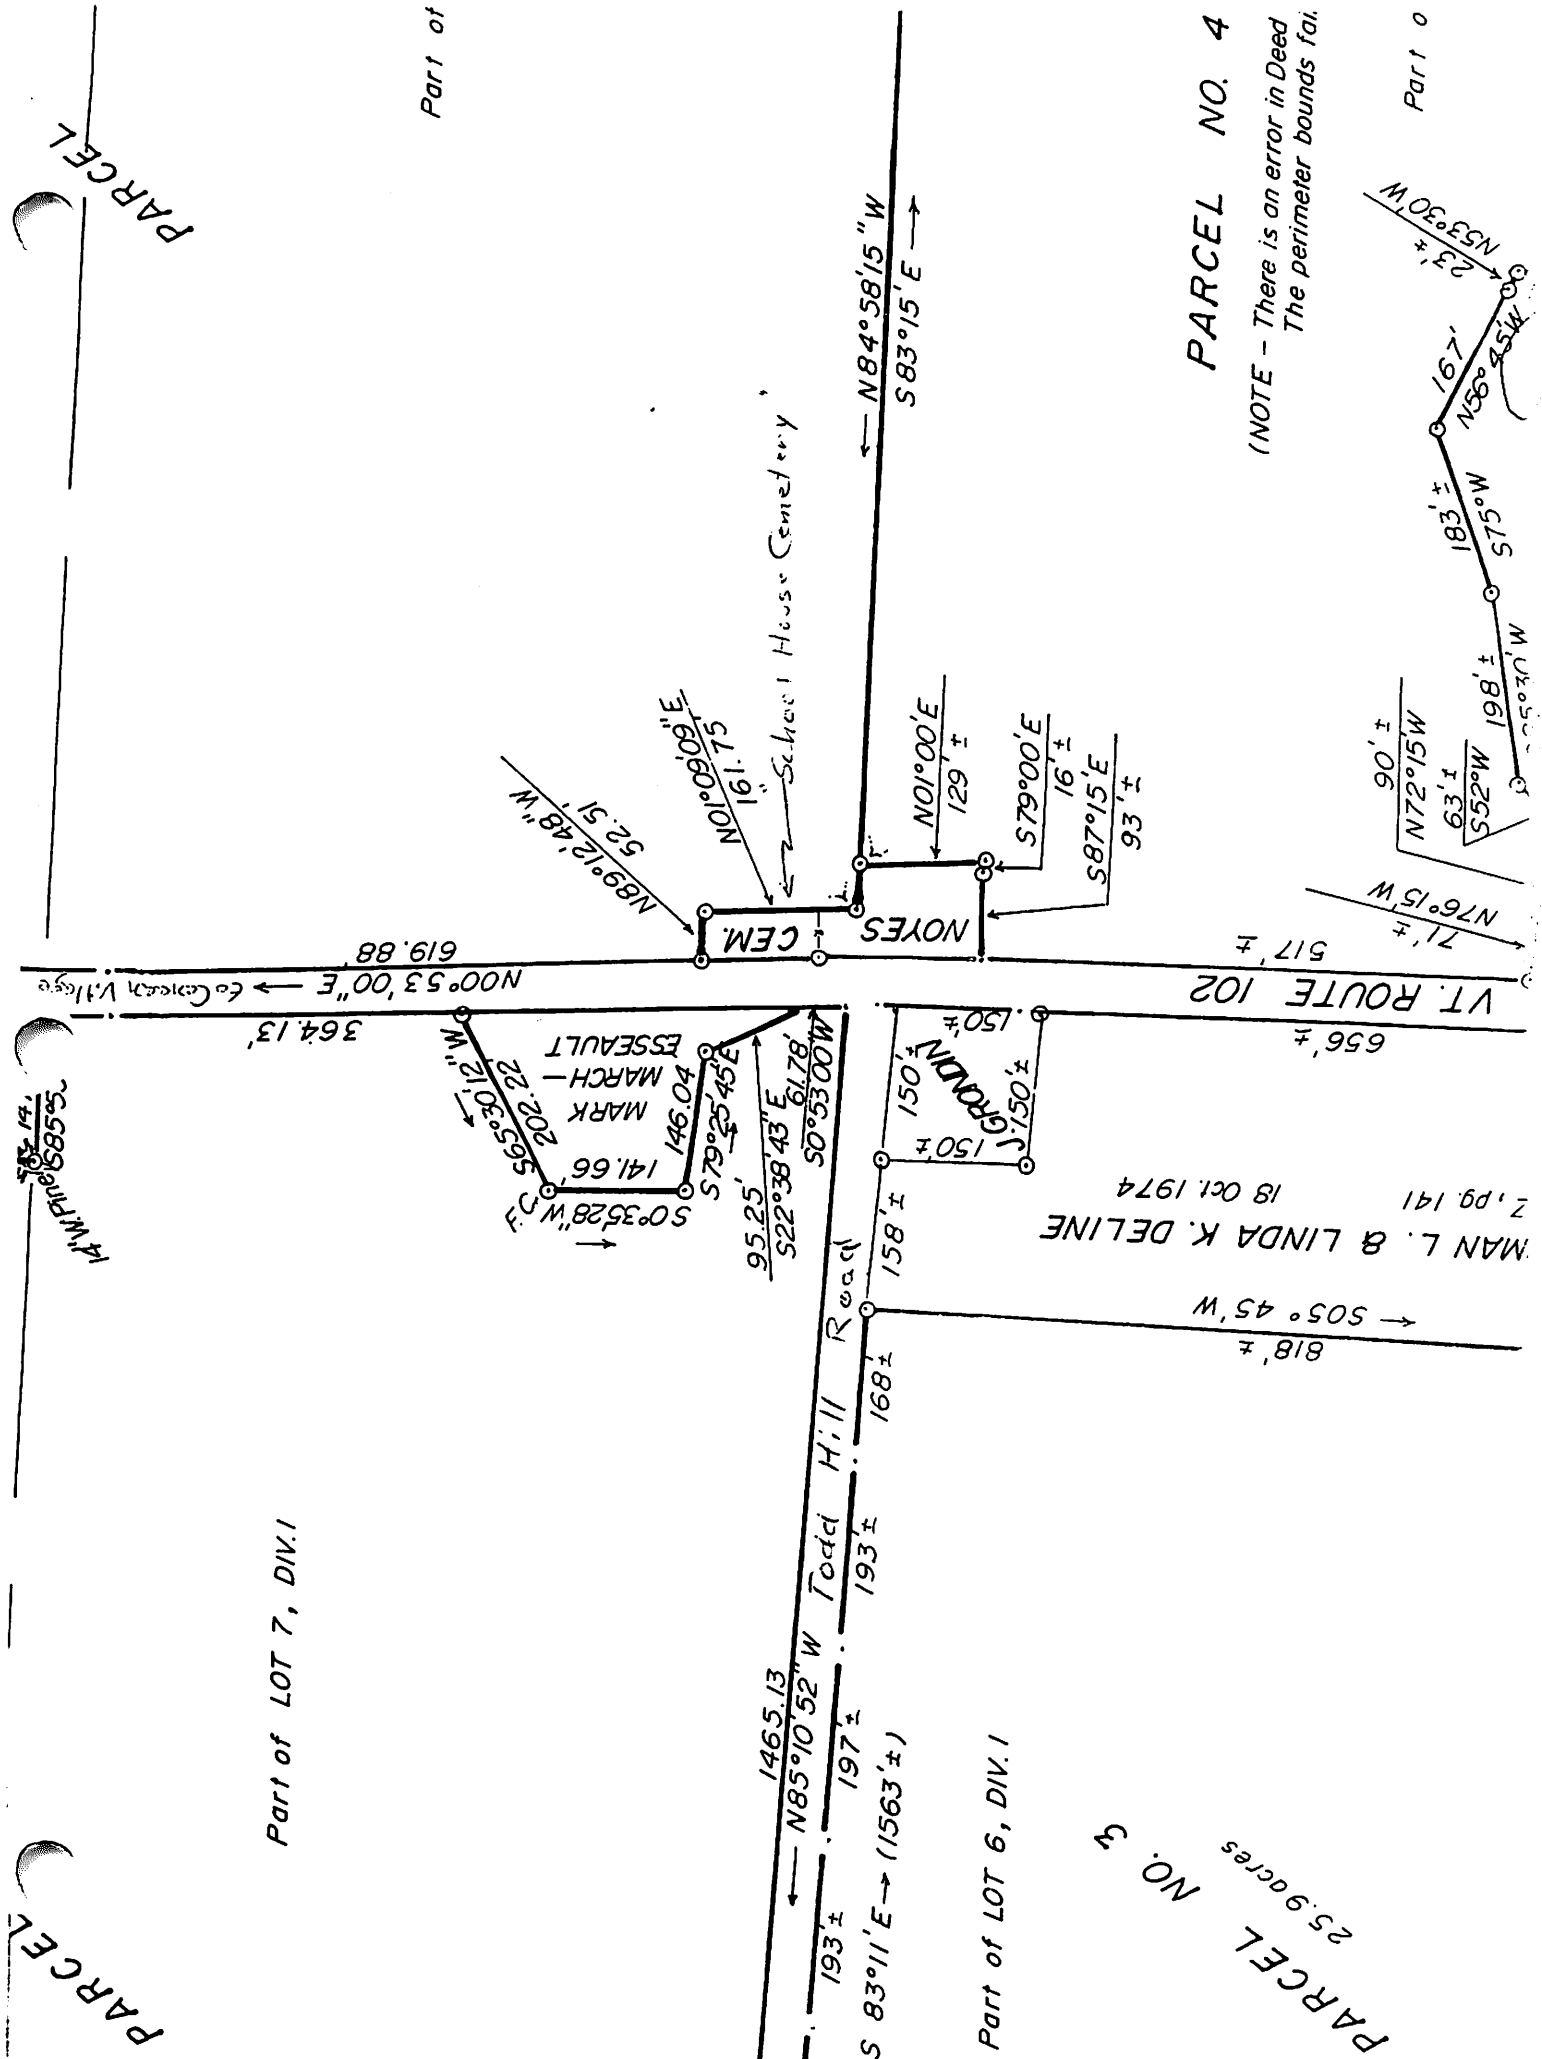 PARCEL
Part of
PARCEL NO. 4
(NOTE - There is an error in Deed
The perimeter bounds fai
Part o
N84°58'15"W
S83°15'E
School House Cemetery
N53°30'W
23'±
167'
N56°45'W
183'±
S75°W
198'±
90'±
N72°15'W
63'±
S52°W
N76°15'W
71'±
N89°12'48"W
52.51'
N01°09'09"E
161.75'
N01°00'E
129'±
S79°00'E
16'±
S87°15'E
93'±
CEM.
NOYES
619.88'
N00°53'00"E
to Canaan Village
517'±
VT. ROUTE 102
364.13'
656'±
14" W.Pine
S65°30'12"W
202.22'
MARK
MARCH-
ESSEAULT
141.66'
S0°35'28"W
146.04
S79°25'45"E
95.25'
S22°38'43"E
61.78'
S0°53'00"W
150'±
150'±
J. GRONDIN
150'±
150'±
158'±
MAN L. & LINDA K. DELINE
, pg. 141
18 Oct. 1974
S05°45'W
818'±
Todd Hill Road
168'±
193'±
197'±
193'±
1465.13
N85°10'52"W
S 83°11'E → (1563'±)
Part of LOT 7, DIV. 1
Part of LOT 6, DIV. 1
PARCEL NO. 3
25.9 acres
PARCEL